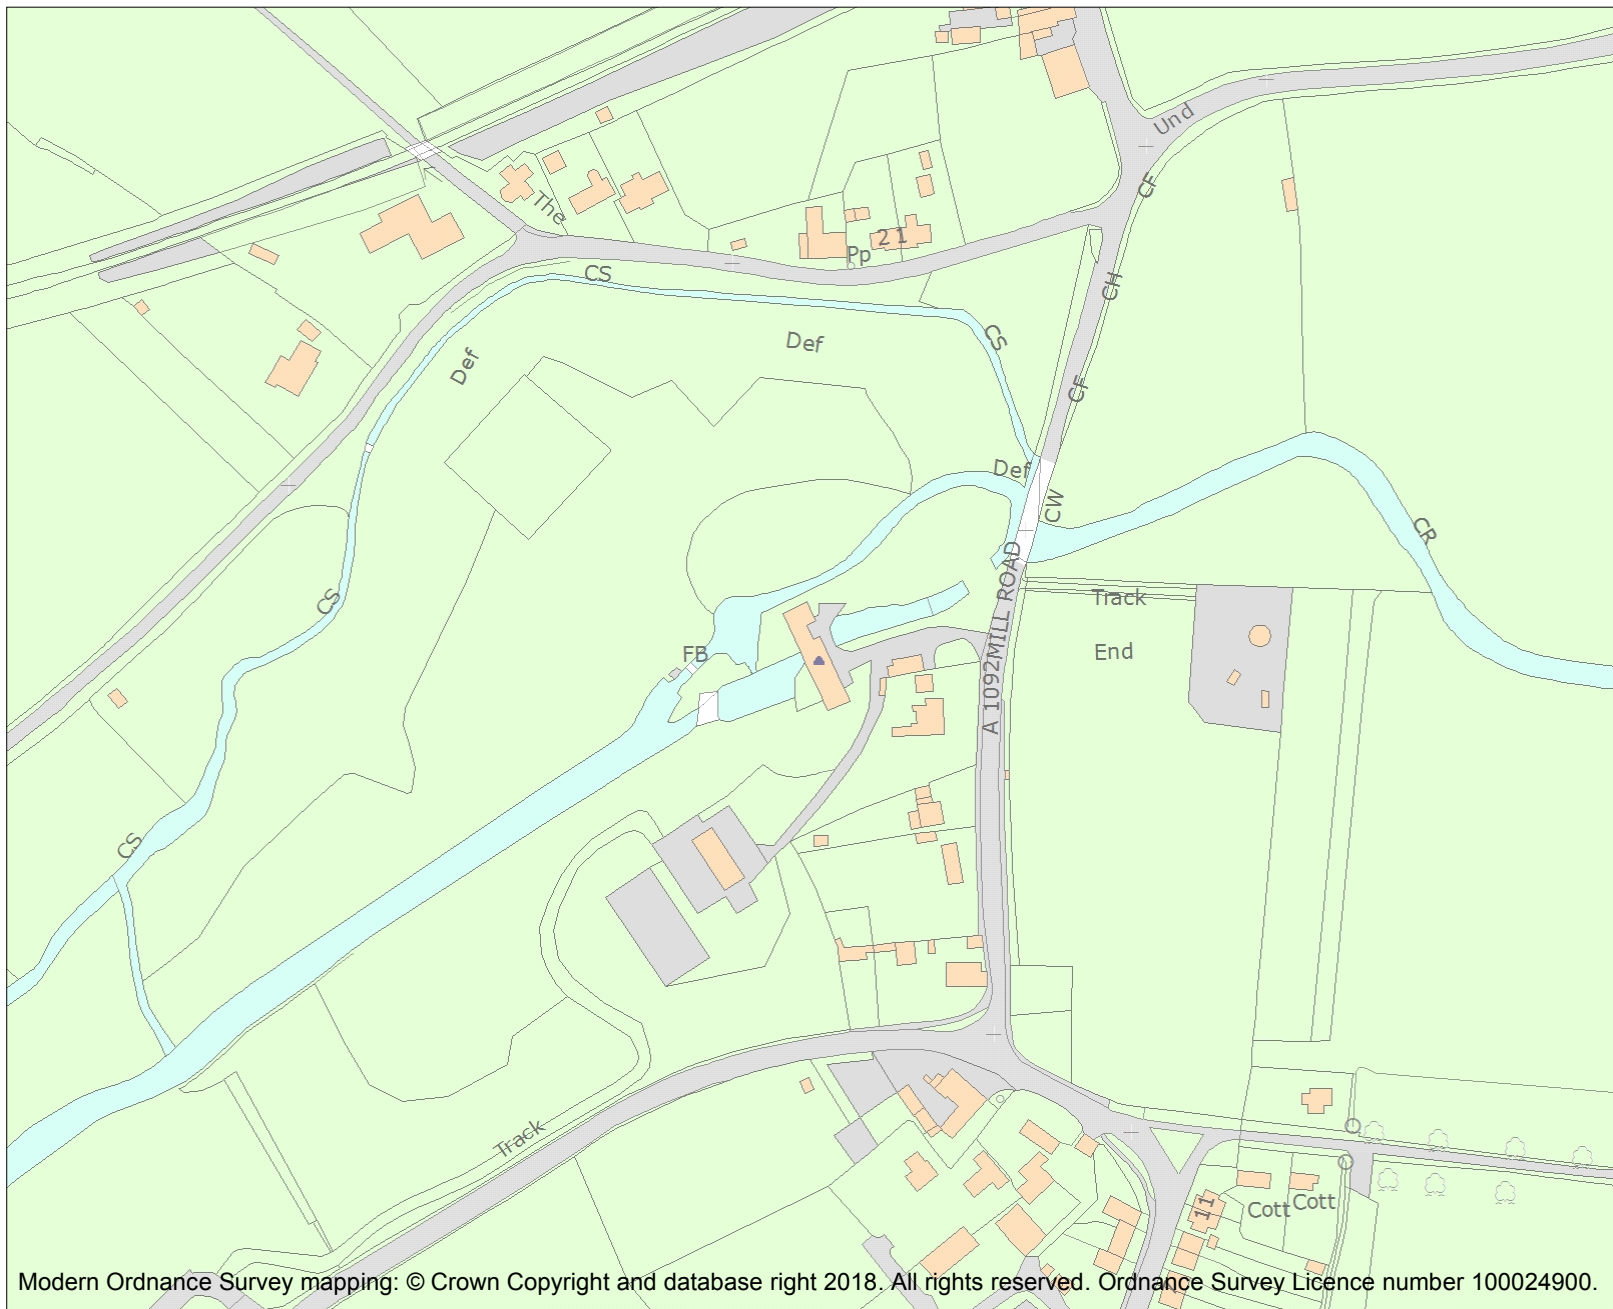 Und
CF
The
2 1
Pp
CS
CH
CS
Def
Def
CF
Def
CW
CR
A 1092MILL ROAD
Track
CS
FB
End
CS
Track
11
Cott
Cott
Modern Ordnance Survey mapping: © Crown Copyright and database right 2018. All rights reserved. Ordnance Survey Licence number 100024900.